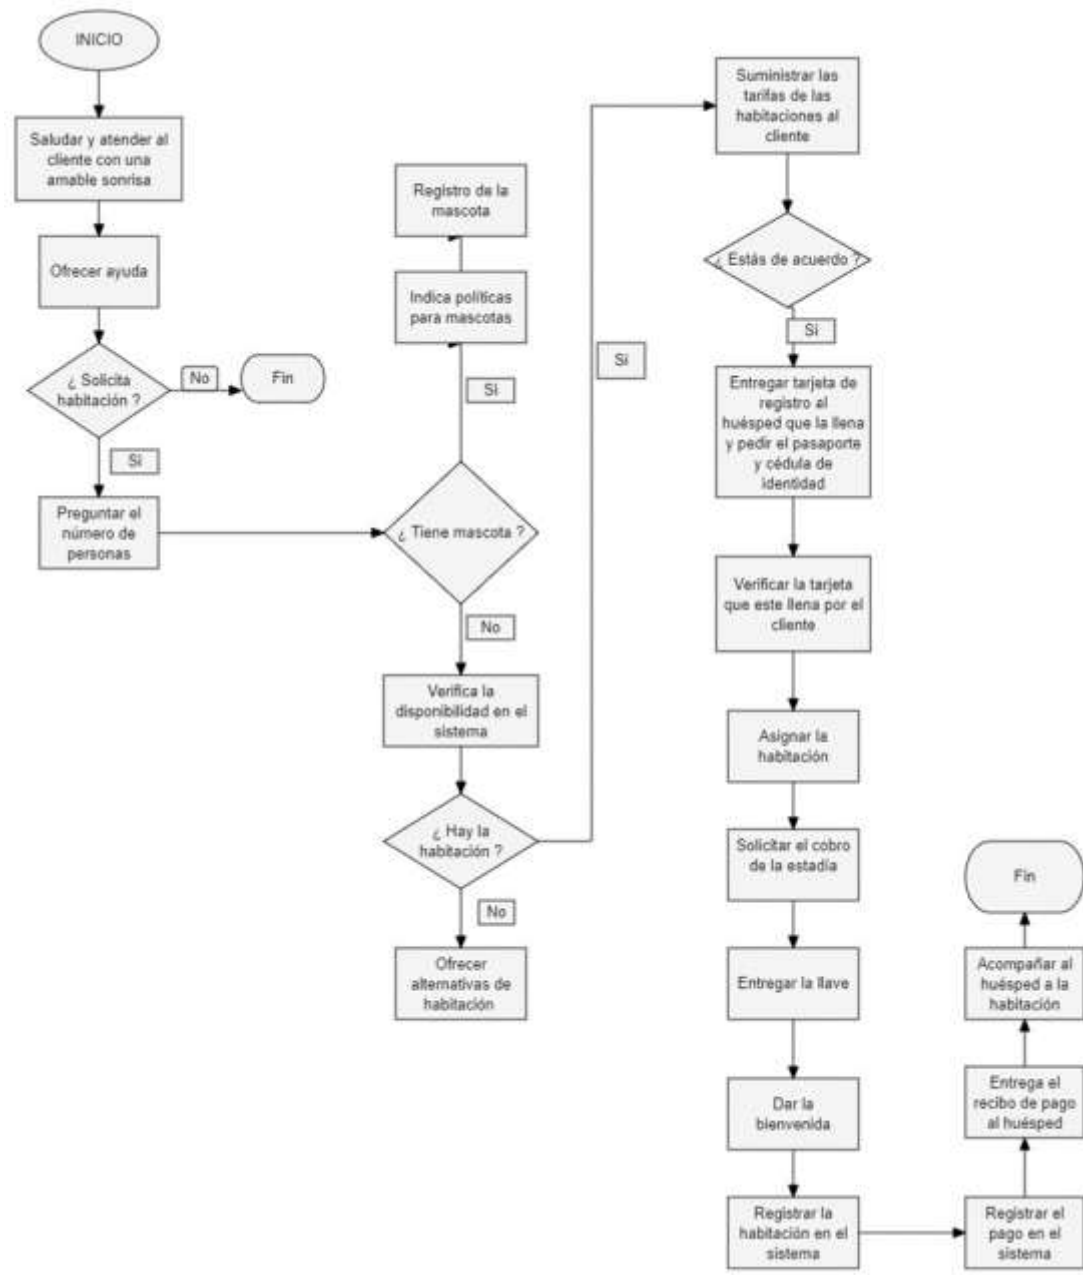 INICIO
Saludar y atender al
cliente con una
amable sonrisa
Ofrecer ayuda
¿ Solicita
habitación ?
No
Fin
Si
Preguntar el
número de
personas
Registro de la
mascota
Indica políticas
para mascotas
Si
¿ Tiene mascota ?
No
Verifica la
disponibilidad en el
sistema
¿ Hay la
habitación ?
No
Ofrecer
alternativas de
habitación
Si
Suministrar las
tarifas de las
habitaciones al
cliente
¿ Estás de acuerdo ?
Si
Entregar tarjeta de
registro al
huésped que la llena
y pedir el pasaporte
y cédula de
identidad
Verificar la tarjeta
que este llena por el
cliente
Asignar la
habitación
Solicitar el cobro
de la estadía
Entregar la llave
Dar la
bienvenida
Registrar la
habitación en el
sistema
Registrar el
pago en el
sistema
Entrega el
recibo de pago
al huésped
Acompañar al
huésped a la
habitación
Fin